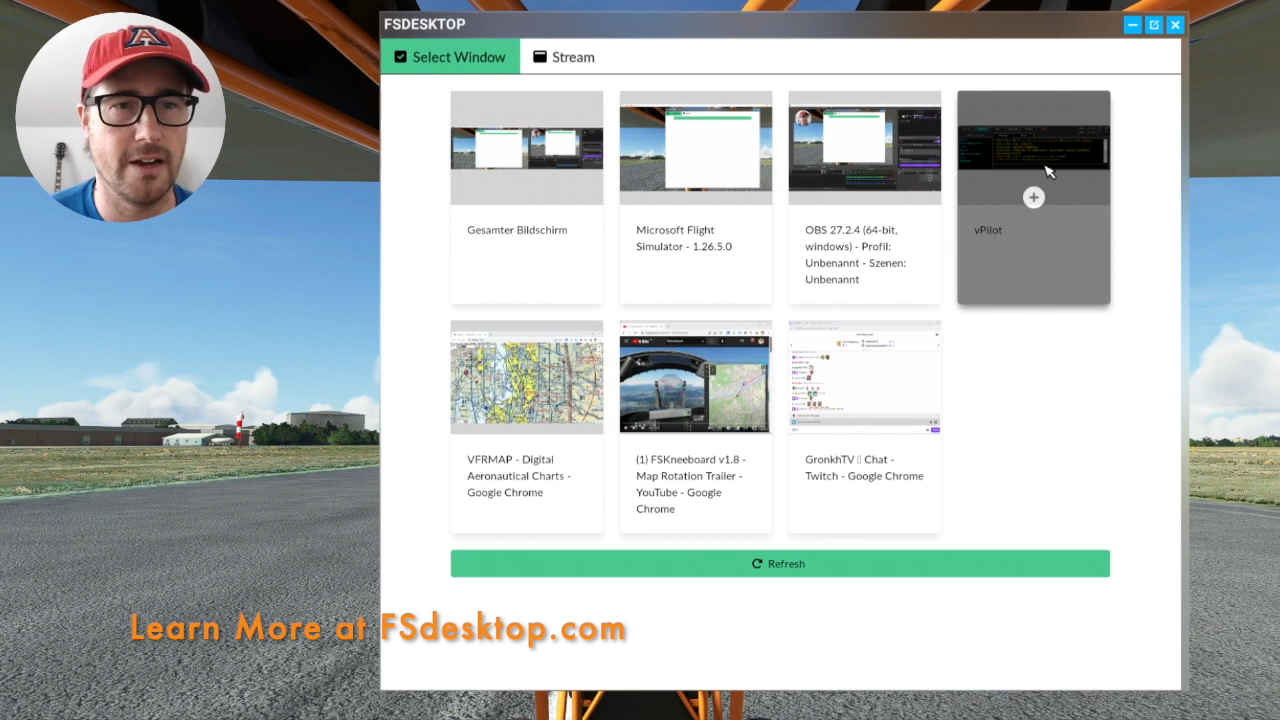 FSDESKTOP
Select Window
Stream
Gesamter Bildschirm
Microsoft Flight
Simulator - 1.26.5.0
OBS 27.2.4 (64-bit,
windows) - Profil:
Unbenannt - Szenen:
Unbenannt
vPilot
VFRMAP - Digital
Aeronautical Charts -
Google Chrome
(1) FSKneeboard v1.8 -
Map Rotation Trailer -
YouTube - Google
Chrome
GronkhTV ▯ Chat -
Twitch - Google Chrome
Refresh
Learn More at FSdesktop.com
A